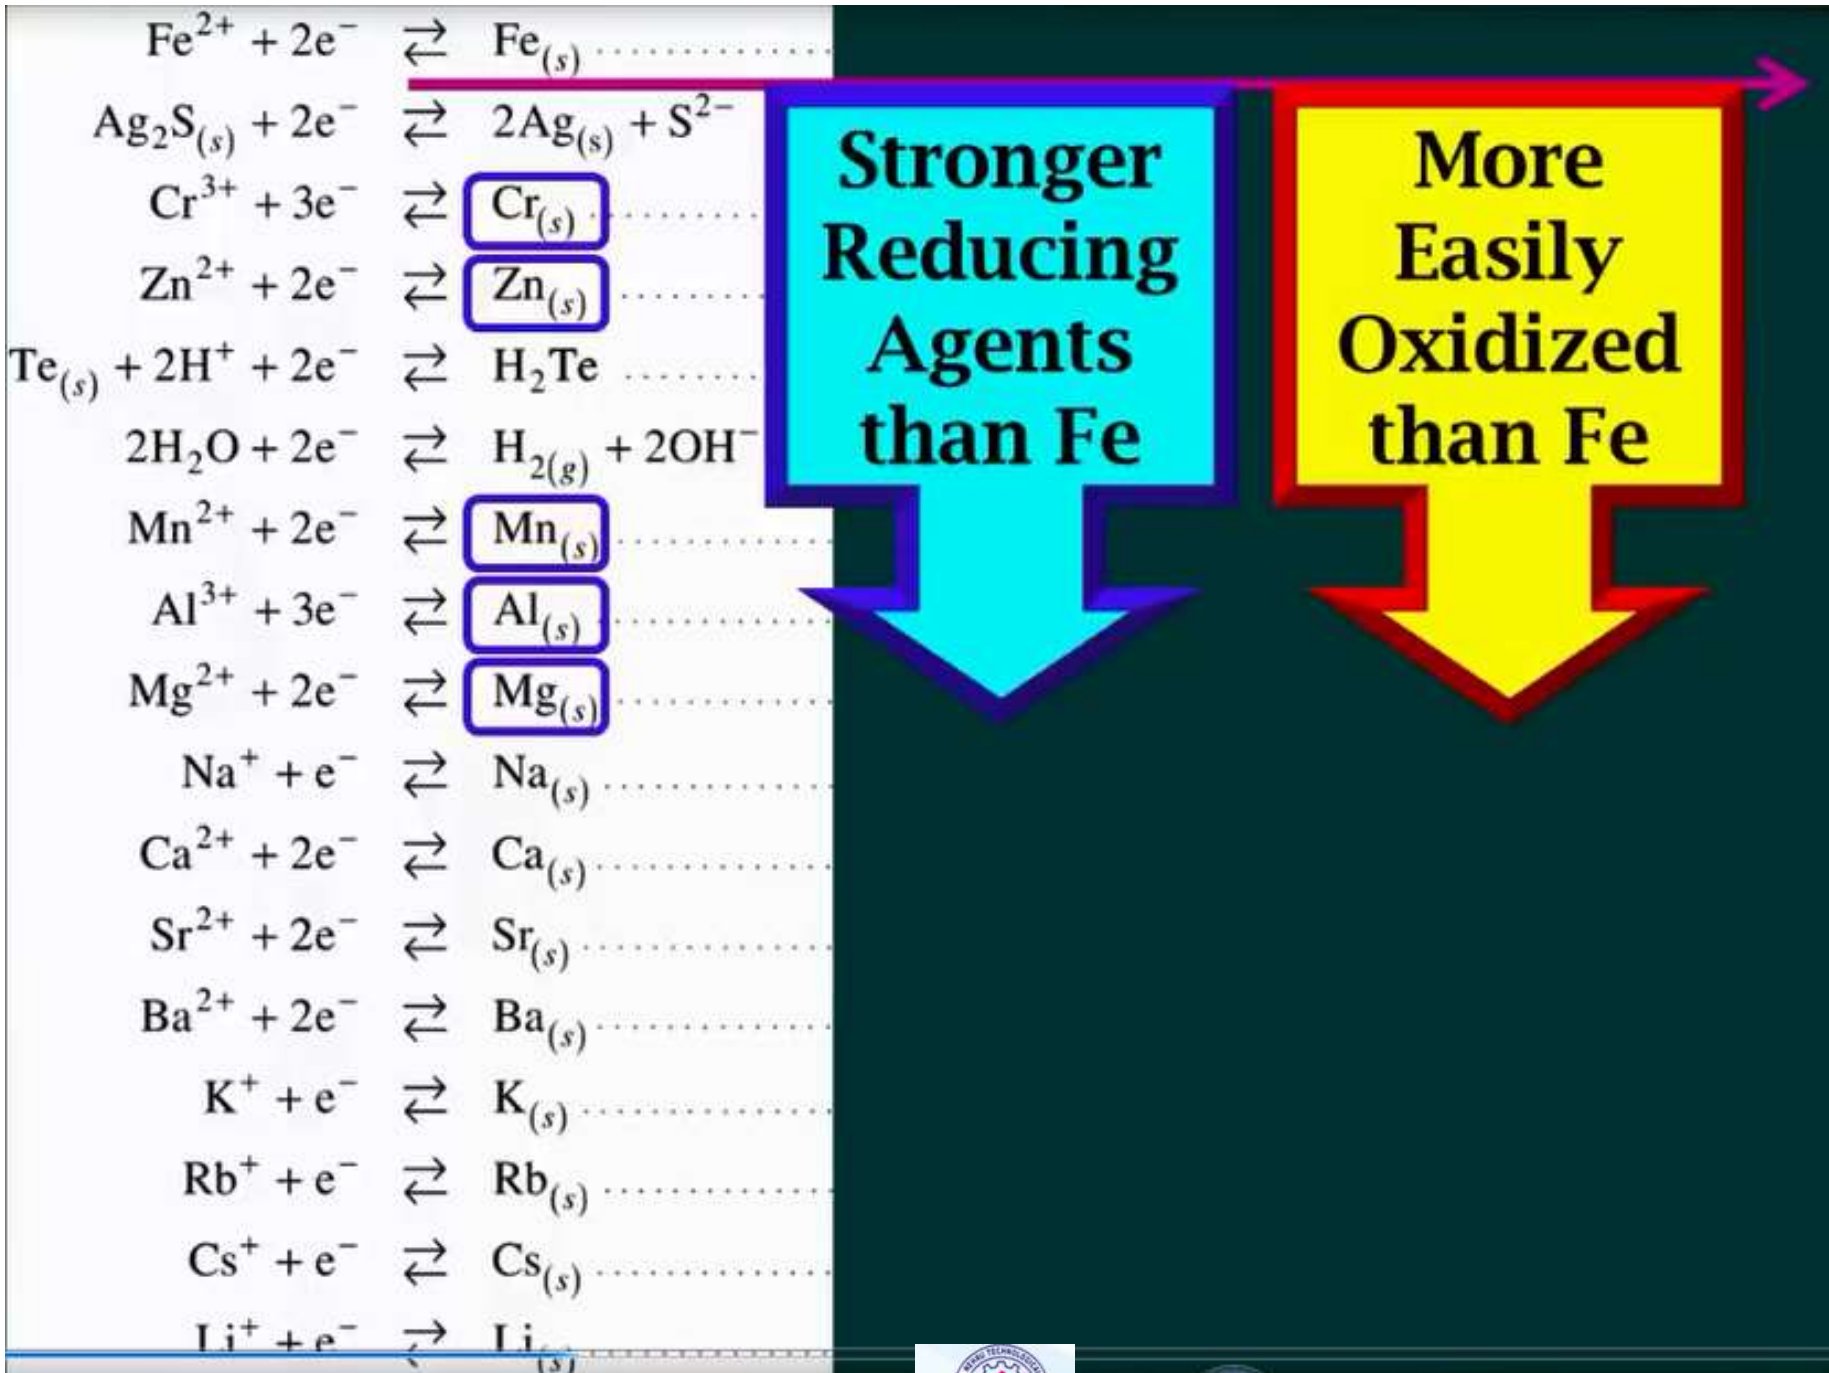 Fe²⁺ + 2e⁻ ⇄ Fe(s) ..............
Ag₂S(s) + 2e⁻ ⇄ 2Ag(s) + S²⁻
Cr³⁺ + 3e⁻ ⇄ Cr(s) ..........
Zn²⁺ + 2e⁻ ⇄ Zn(s) ........
Te(s) + 2H⁺ + 2e⁻ ⇄ H₂Te ........
2H₂O + 2e⁻ ⇄ H₂(g) + 2OH⁻
Mn²⁺ + 2e⁻ ⇄ Mn(s) ............
Al³⁺ + 3e⁻ ⇄ Al(s) .............
Mg²⁺ + 2e⁻ ⇄ Mg(s) ............
Na⁺ + e⁻ ⇄ Na(s) .............
Ca²⁺ + 2e⁻ ⇄ Ca(s) .............
Sr²⁺ + 2e⁻ ⇄ Sr(s) ..............
Ba²⁺ + 2e⁻ ⇄ Ba(s) .............
K⁺ + e⁻ ⇄ K(s) ..............
Rb⁺ + e⁻ ⇄ Rb(s) .............
Cs⁺ + e⁻ ⇄ Cs(s) .............
Li⁺ + e⁻ ⇄ Li(s)
Stronger
Reducing
Agents
than Fe
More
Easily
Oxidized
than Fe